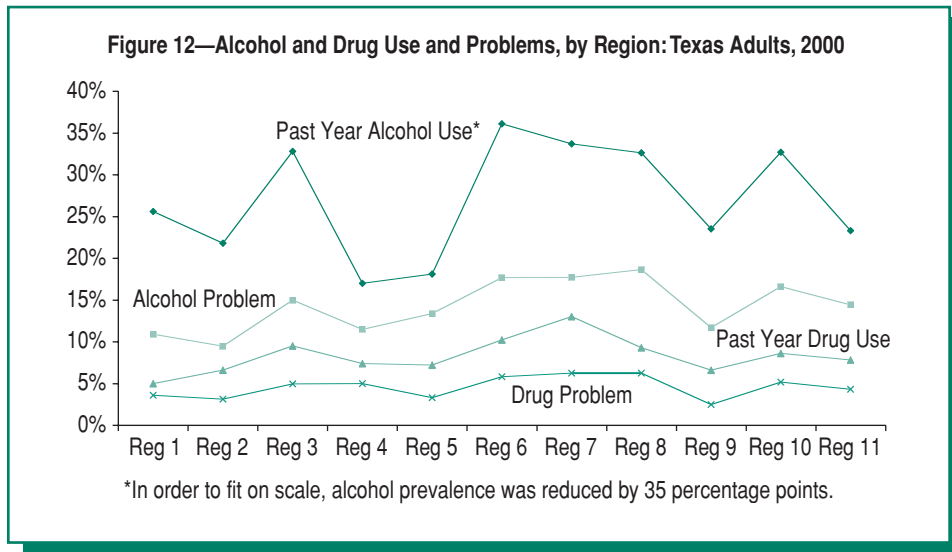 Figure 12—Alcohol and Drug Use and Problems, by Region: Texas Adults, 2000
40%
35%
30%
25%
20%
15%
10%
5%
0%
Past Year Alcohol Use*
Alcohol Problem
Past Year Drug Use
Drug Problem
Reg 1 Reg 2 Reg 3 Reg 4 Reg 5 Reg 6 Reg 7 Reg 8 Reg 9 Reg 10 Reg 11
*In order to fit on scale, alcohol prevalence was reduced by 35 percentage points.